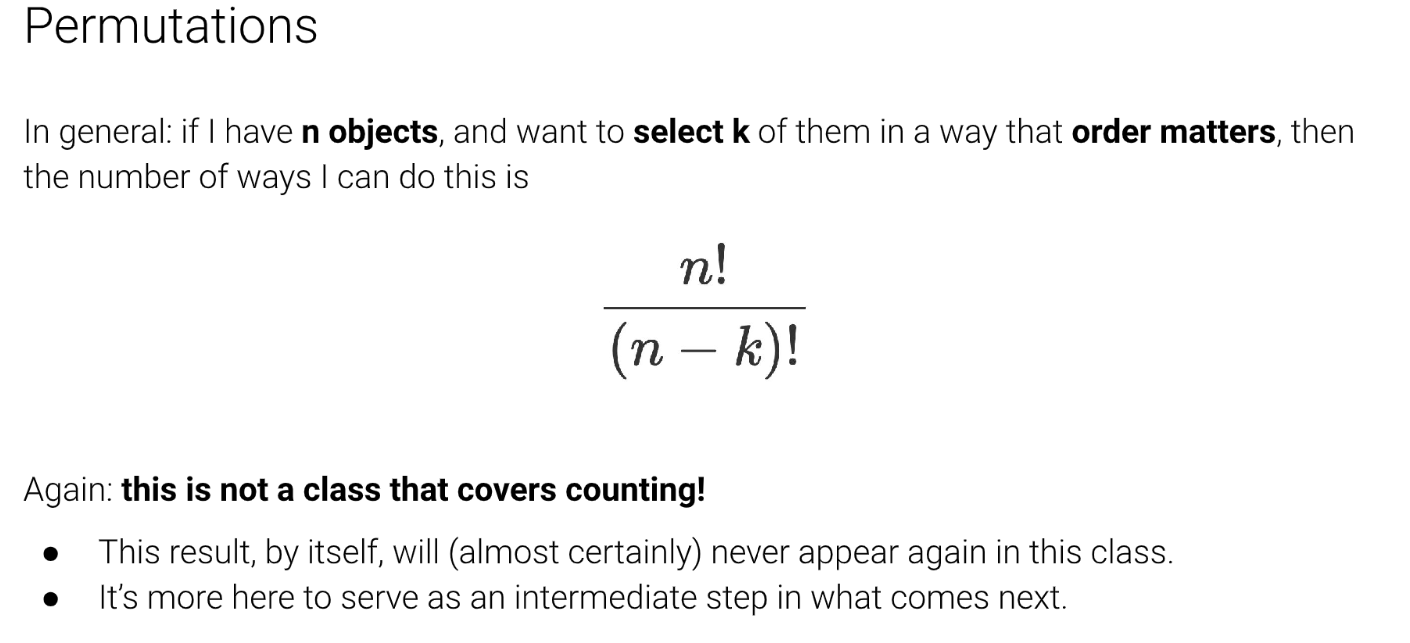 Permutations
In general: if I have n objects, and want to select k of them in a way that order matters, then
the number of ways I can do this is
n!
(n − k)!
Again: this is not a class that covers counting!
● This result, by itself, will (almost certainly) never appear again in this class.
● It's more here to serve as an intermediate step in what comes next.